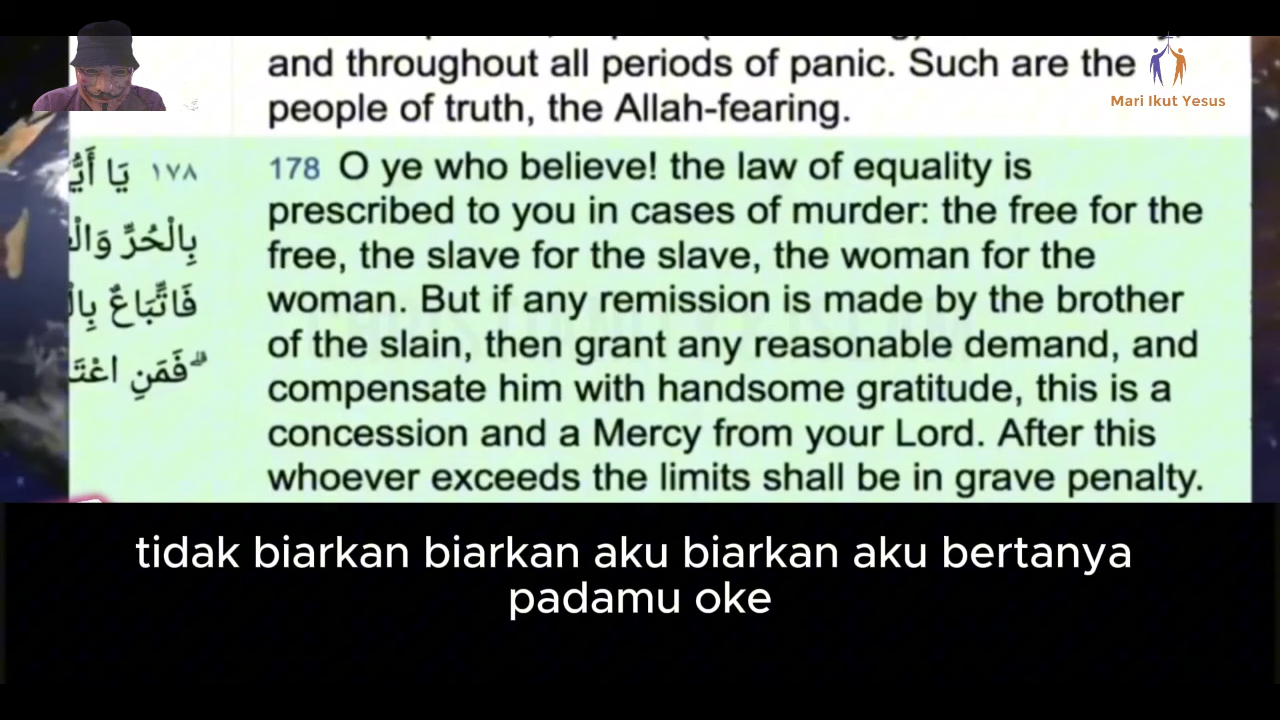 and throughout all periods of panic. Such are the
people of truth, the Allah-fearing.
Mari Ikut Yesus
178 O ye who believe! the law of equality is
prescribed to you in cases of murder: the free for the
free, the slave for the slave, the woman for the
woman. But if any remission is made by the brother
of the slain, then grant any reasonable demand, and
compensate him with handsome gratitude, this is a
concession and a Mercy from your Lord. After this
whoever exceeds the limits shall be in grave penalty.
١٧٨ يَا
بِالْحُرِّ
فَاتِّبَاعٌ
فَمَنِ
tidak biarkan biarkan aku biarkan aku bertanya
padamu oke